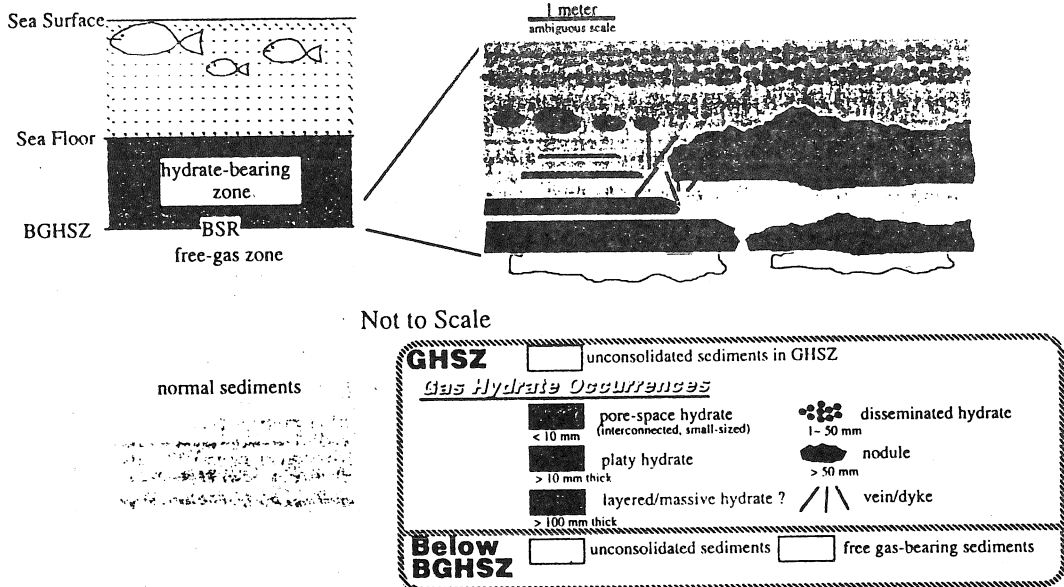 Sea Surface
1 meter
ambiguous scale
Sea Floor
hydrate-bearing
zone
BGHSZ
BSR
free-gas zone
Not to Scale
normal sediments
GHSZ
unconsolidated sediments in GHSZ
Gas Hydrate Occurrences
pore-space hydrate
(interconnected, small-sized)
< 10 mm
disseminated hydrate
1~ 50 mm
platy hydrate
> 10 mm thick
nodule
> 50 mm
layered/massive hydrate ?
> 100 mm thick
vein/dyke
Below
BGHSZ
unconsolidated sediments
free gas-bearing sediments